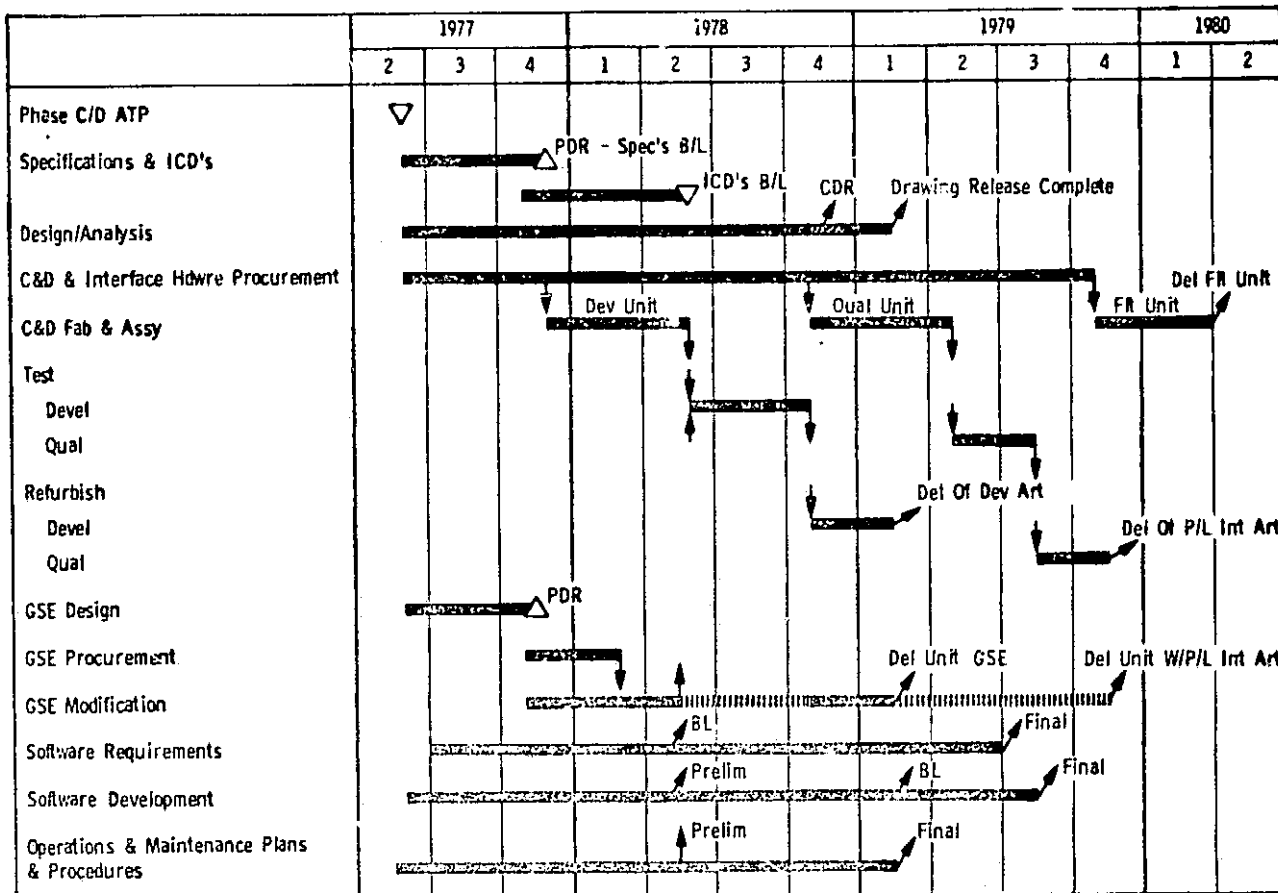 1977 1978 1979 1980
2 3 4 1 2 3 4 1 2 3 4 1 2
Phase C/D ATP
Specifications & ICD's
PDR - Spec's B/L
ICD's B/L
CDR
Drawing Release Complete
Design/Analysis
C&D & Interface Hdwre Procurement
Del FR Unit
Dev Unit
Qual Unit
FR Unit
C&D Fab & Assy
Test
Devel
Qual
Refurbish
Del Of Dev Art
Devel
Del Of P/L Int Art
Qual
PDR
GSE Design
GSE Procurement
Del Unit GSE
Del Unit W/P/L Int Art
GSE Modification
BL
Final
Software Requirements
Prelim
BL
Final
Software Development
Prelim
Final
Operations & Maintenance Plans
& Procedures